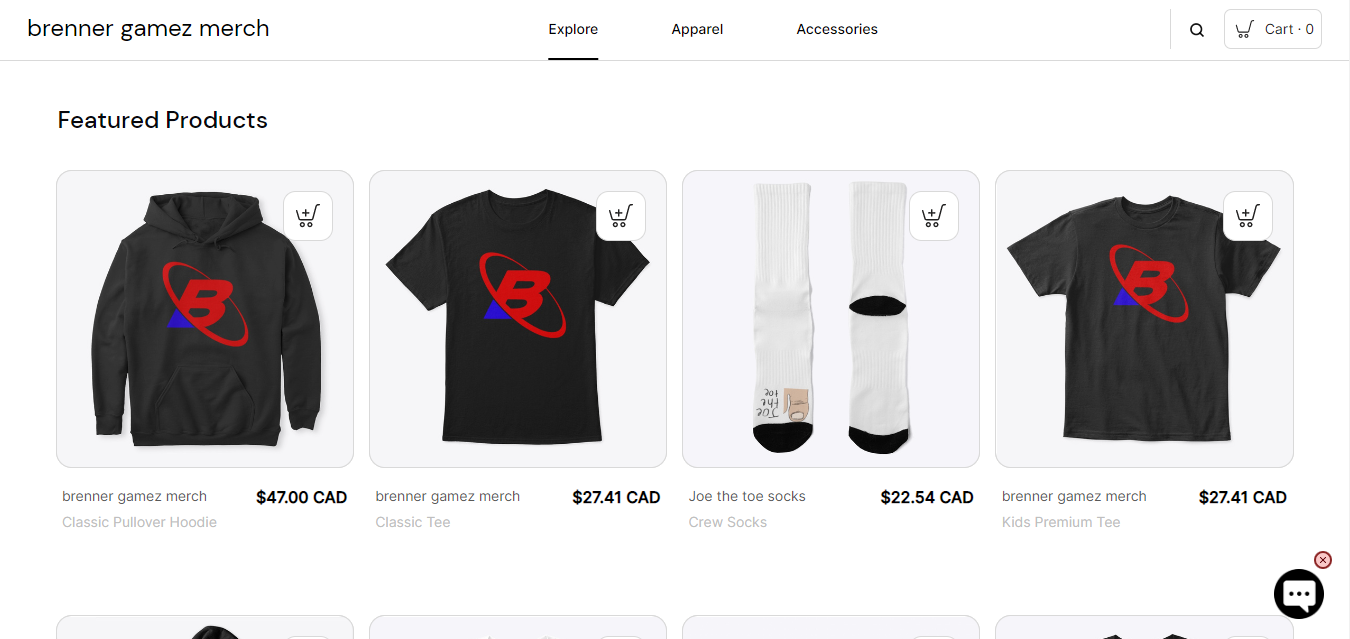 brenner gamez merch
Explore
Apparel
Accessories
Cart · 0
Featured Products
B
B
Joe
the
toe
B
brenner gamez merch
$47.00 CAD
Classic Pullover Hoodie
brenner gamez merch
$27.41 CAD
Classic Tee
Joe the toe socks
$22.54 CAD
Crew Socks
brenner gamez merch
$27.41 CAD
Kids Premium Tee